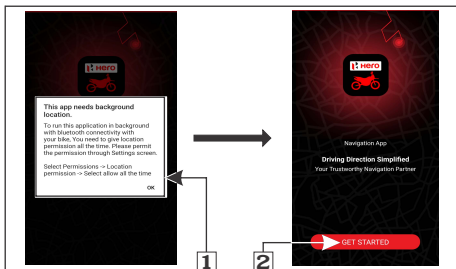 Hero
This app needs background
location.
To run this application in background
with bluetooth connectivity with
your bike, You need to give location
permission all the time. Please permit
the permission through Settings screen.
Select Permissions -> Location
permission -> Select allow all the time
OK
1
Hero
Navigation App
Driving Direction Simplified
Your Trustworthy Navigation Partner
GET STARTED
2